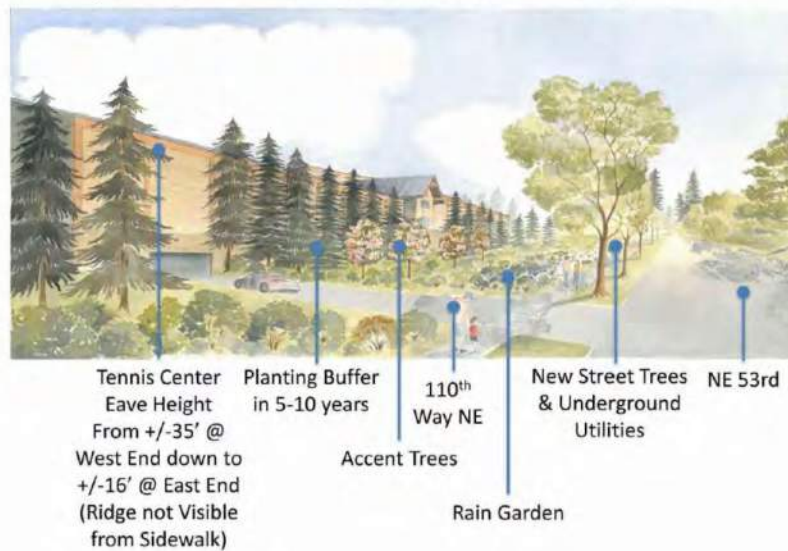 Tennis Center
Eave Height
From +/-35' @
West End down to
+/-16' @ East End
(Ridge not Visible
from Sidewalk)
Planting Buffer
in 5-10 years
Accent Trees
110th
Way NE
Rain Garden
New Street Trees
& Underground
Utilities
NE 53rd